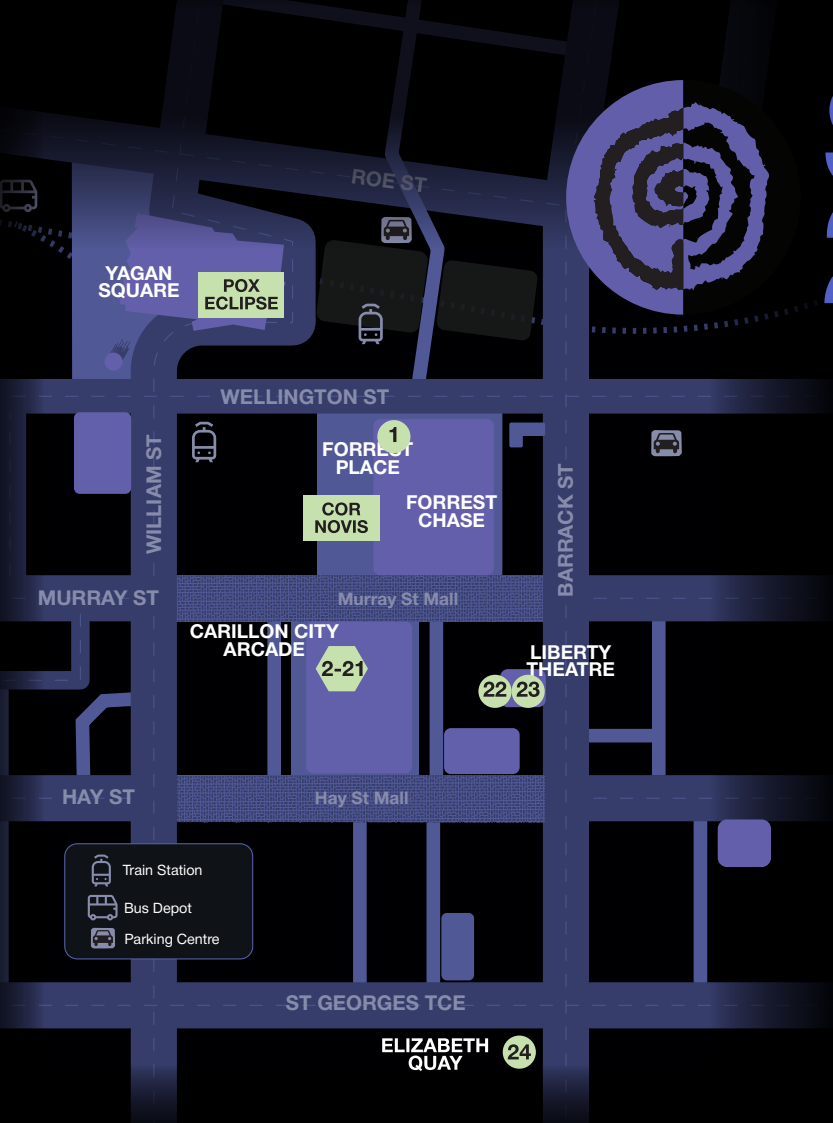 ROE ST
YAGAN
SQUARE
POX
ECLIPSE
WELLINGTON ST
1
FORREST
PLACE
FORREST
CHASE
COR
NOVIS
WILLIAM ST
BARRACK ST
MURRAY ST
Murray St Mall
CARILLON CITY
ARCADE
2-21
LIBERTY
THEATRE
22
23
HAY ST
Hay St Mall
Train Station
Bus Depot
Parking Centre
ST GEORGES TCE
ELIZABETH
QUAY
24